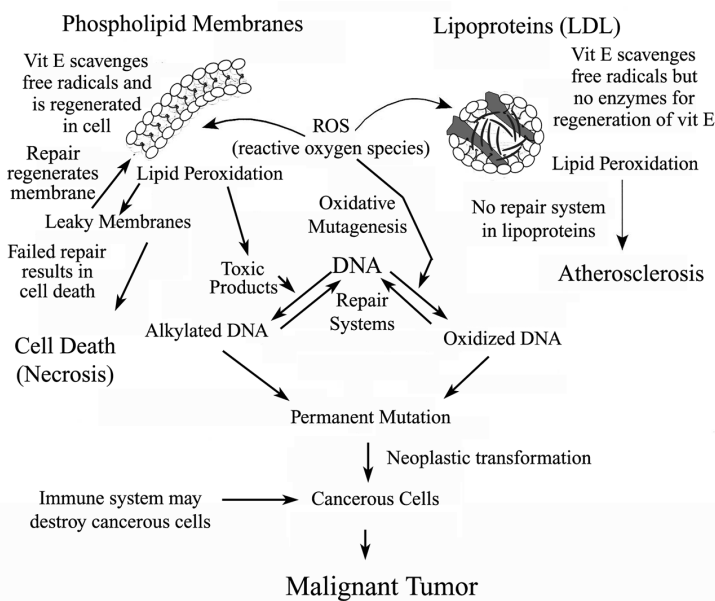 Phospholipid Membranes
Lipoproteins (LDL)
Vit E scavenges
free radicals and
is regenerated
in cell
Vit E scavenges
free radicals but
no enzymes for
regeneration of vit E
ROS
(reactive oxygen species)
Repair
regenerates
membrane
Lipid Peroxidation
Lipid Peroxidation
Leaky Membranes
Oxidative
Mutagenesis
No repair system
in lipoproteins
Failed repair
results in
cell death
Toxic
Products
DNA
Atherosclerosis
Repair
Systems
Alkylated DNA
Oxidized DNA
Cell Death
(Necrosis)
Permanent Mutation
Neoplastic transformation
Immune system may
destroy cancerous cells
Cancerous Cells
Malignant Tumor